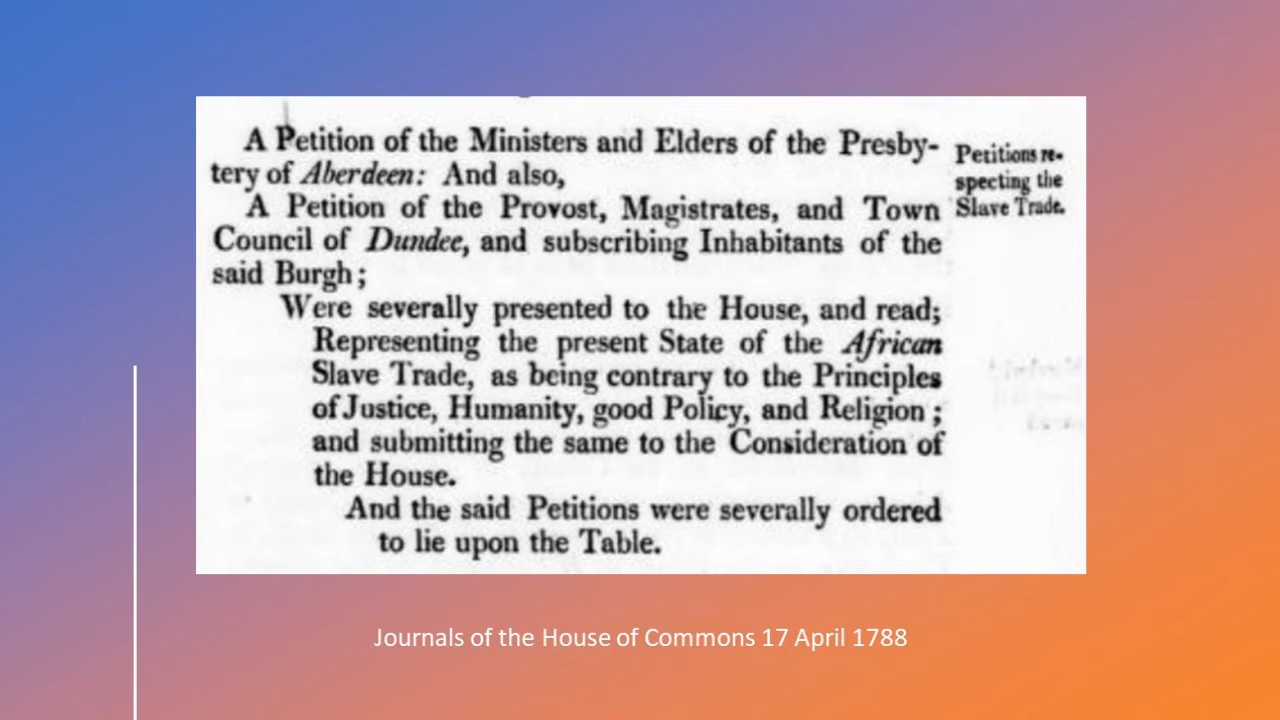 A Petition of the Ministers and Elders of the Presby-
tery of Aberdeen: And also,
A Petition of the Provost, Magistrates, and Town
Council of Dundee, and subscribing Inhabitants of the
said Burgh;
Were severally presented to the House, and read;
Representing the present State of the African
Slave Trade, as being contrary to the Principles
of Justice, Humanity, good Policy, and Religion;
and submitting the same to the Consideration of
the House.
And the said Petitions were severally ordered
to lie upon the Table.
Petitions re-
specting the
Slave Trade.
Journals of the House of Commons 17 April 1788